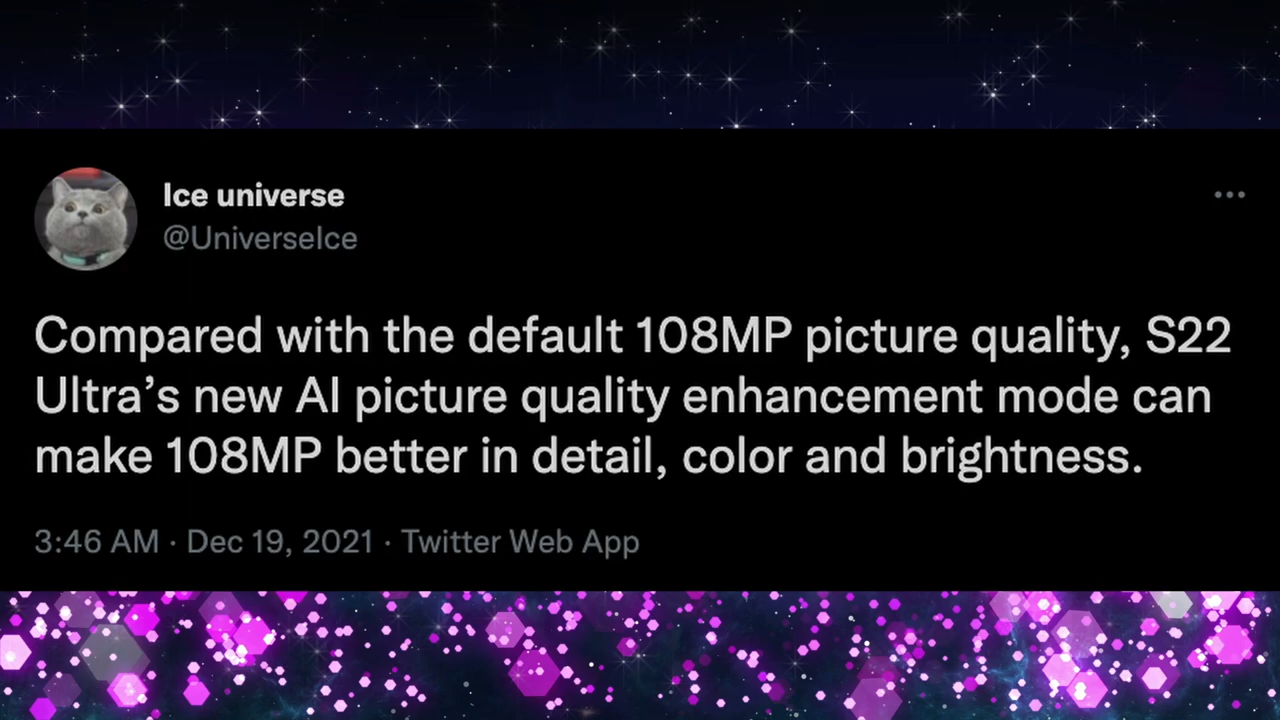 Ice universe
@UniverseIce
Compared with the default 108MP picture quality, S22
Ultra’s new AI picture quality enhancement mode can
make 108MP better in detail, color and brightness.
3:46 AM · Dec 19, 2021 · Twitter Web App